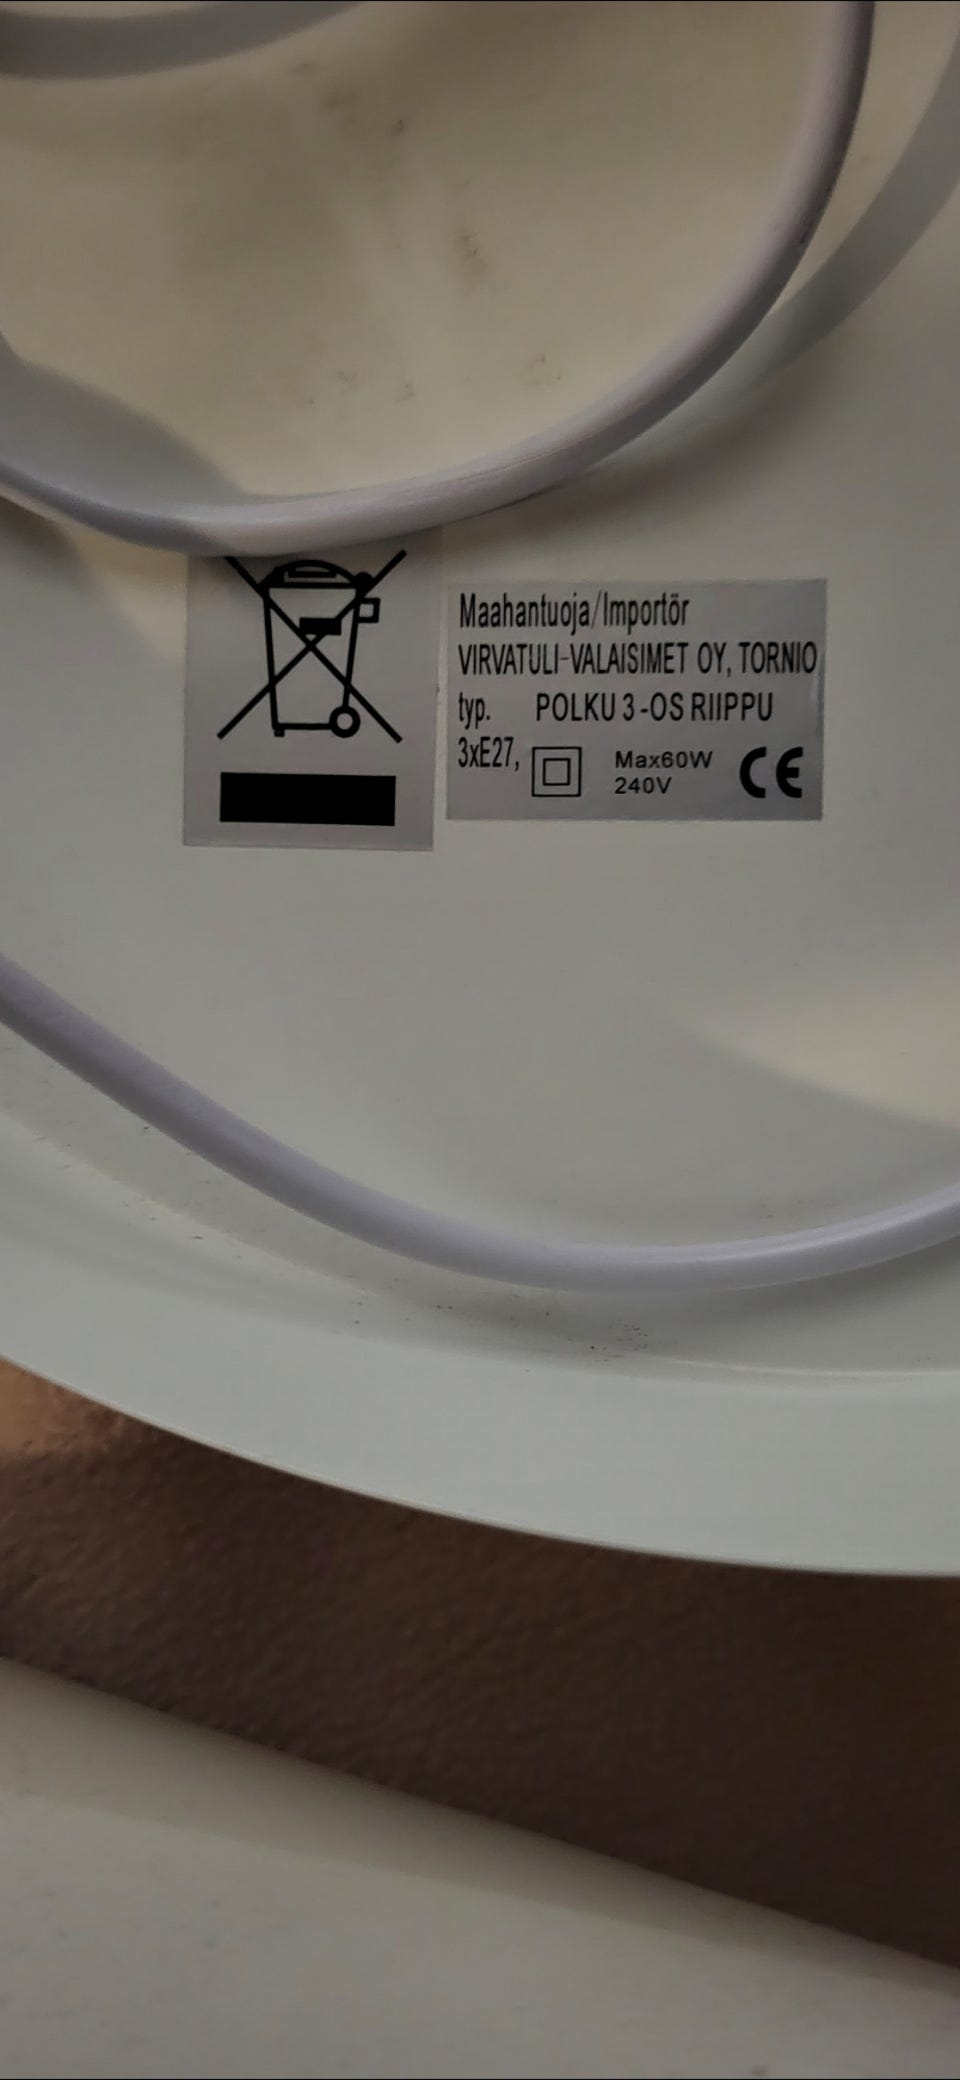 Maahantuoja/Importör
VIRVATULI-VALAISIMET OY, TORNIO
typ. POLKU 3-OS RIIPPU
3xE27, Max60W
240V
CE